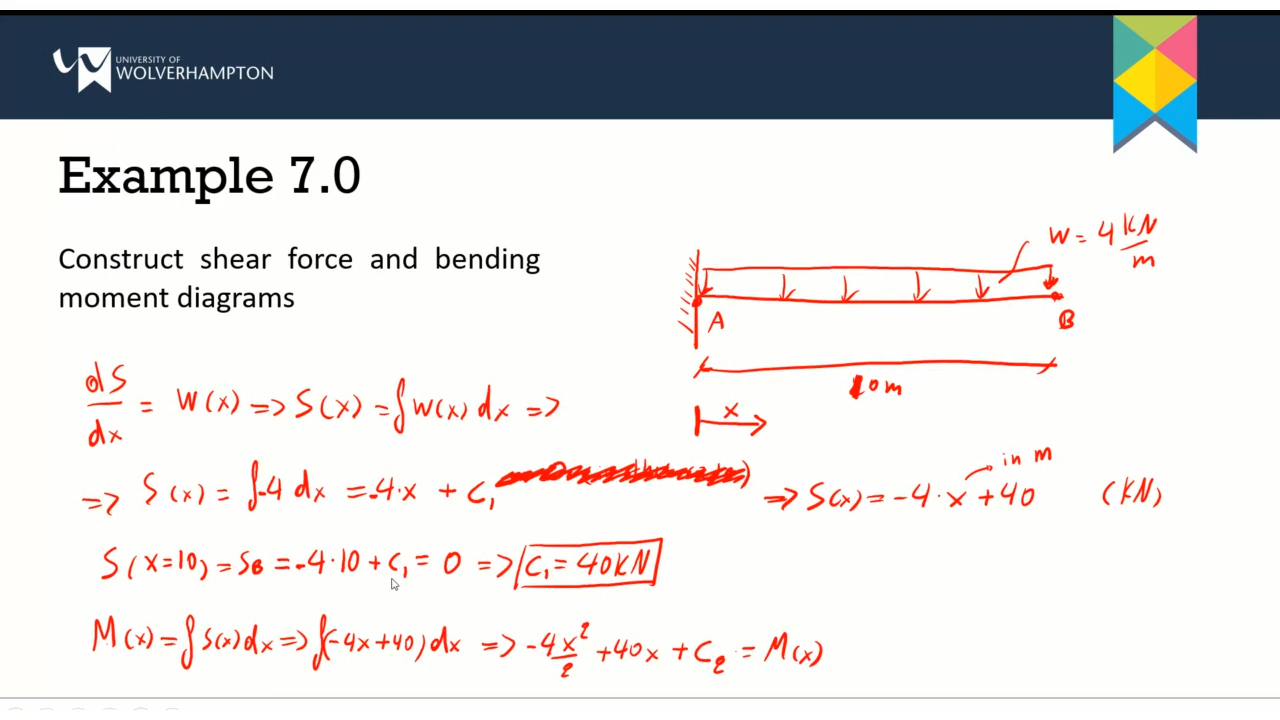 UNIVERSITY OF
WOLVERHAMPTON
Example 7.0
Construct shear force and bending
moment diagrams
W = 4 KN/m
A
B
10m
x
dS/dx = W(x) => S(x) = ∫W(x) dx =>
=> S(x) = ∫-4 dx = -4·x + C₁
=> S(x) = -4·x + 40 (KN)
in m
S(x=10) = SB = -4·10 + C₁ = 0 => C₁ = 40KN
M(x) = ∫S(x)dx => ∫(-4x+40)dx => -4x²/2 + 40x + C₂ = M(x)